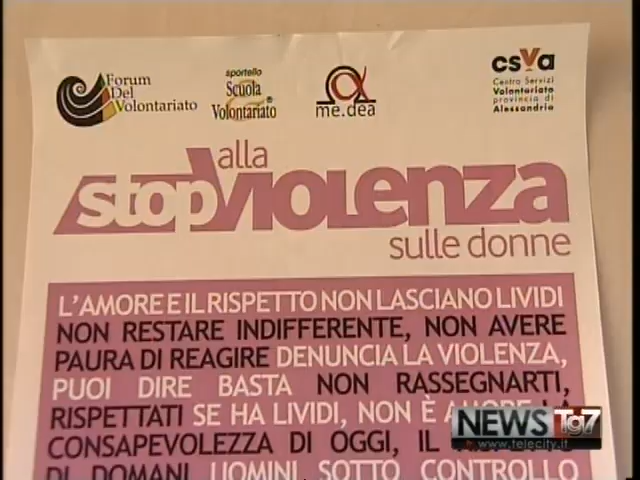 Forum
Del
Volontariato
sportello
Scuola
Volontariato®
me.dea
csva
Centro Servizi
Volontariato
provincia di
Alessandria
stop alla violenza
sulle donne
L'AMORE E IL RISPETTO NON LASCIANO LIVIDI
NON RESTARE INDIFFERENTE, NON AVERE
PAURA DI REAGIRE DENUNCIA LA VIOLENZA,
PUOI DIRE BASTA NON RASSEGNARTI,
RISPETTATI SE HA LIVIDI, NON È AMORE LA
CONSAPEVOLEZZA DI OGGI, IL
DI DOMANI UOMINI SOTTO CONTROLLO
NEWS Tg7
www.telecity.it